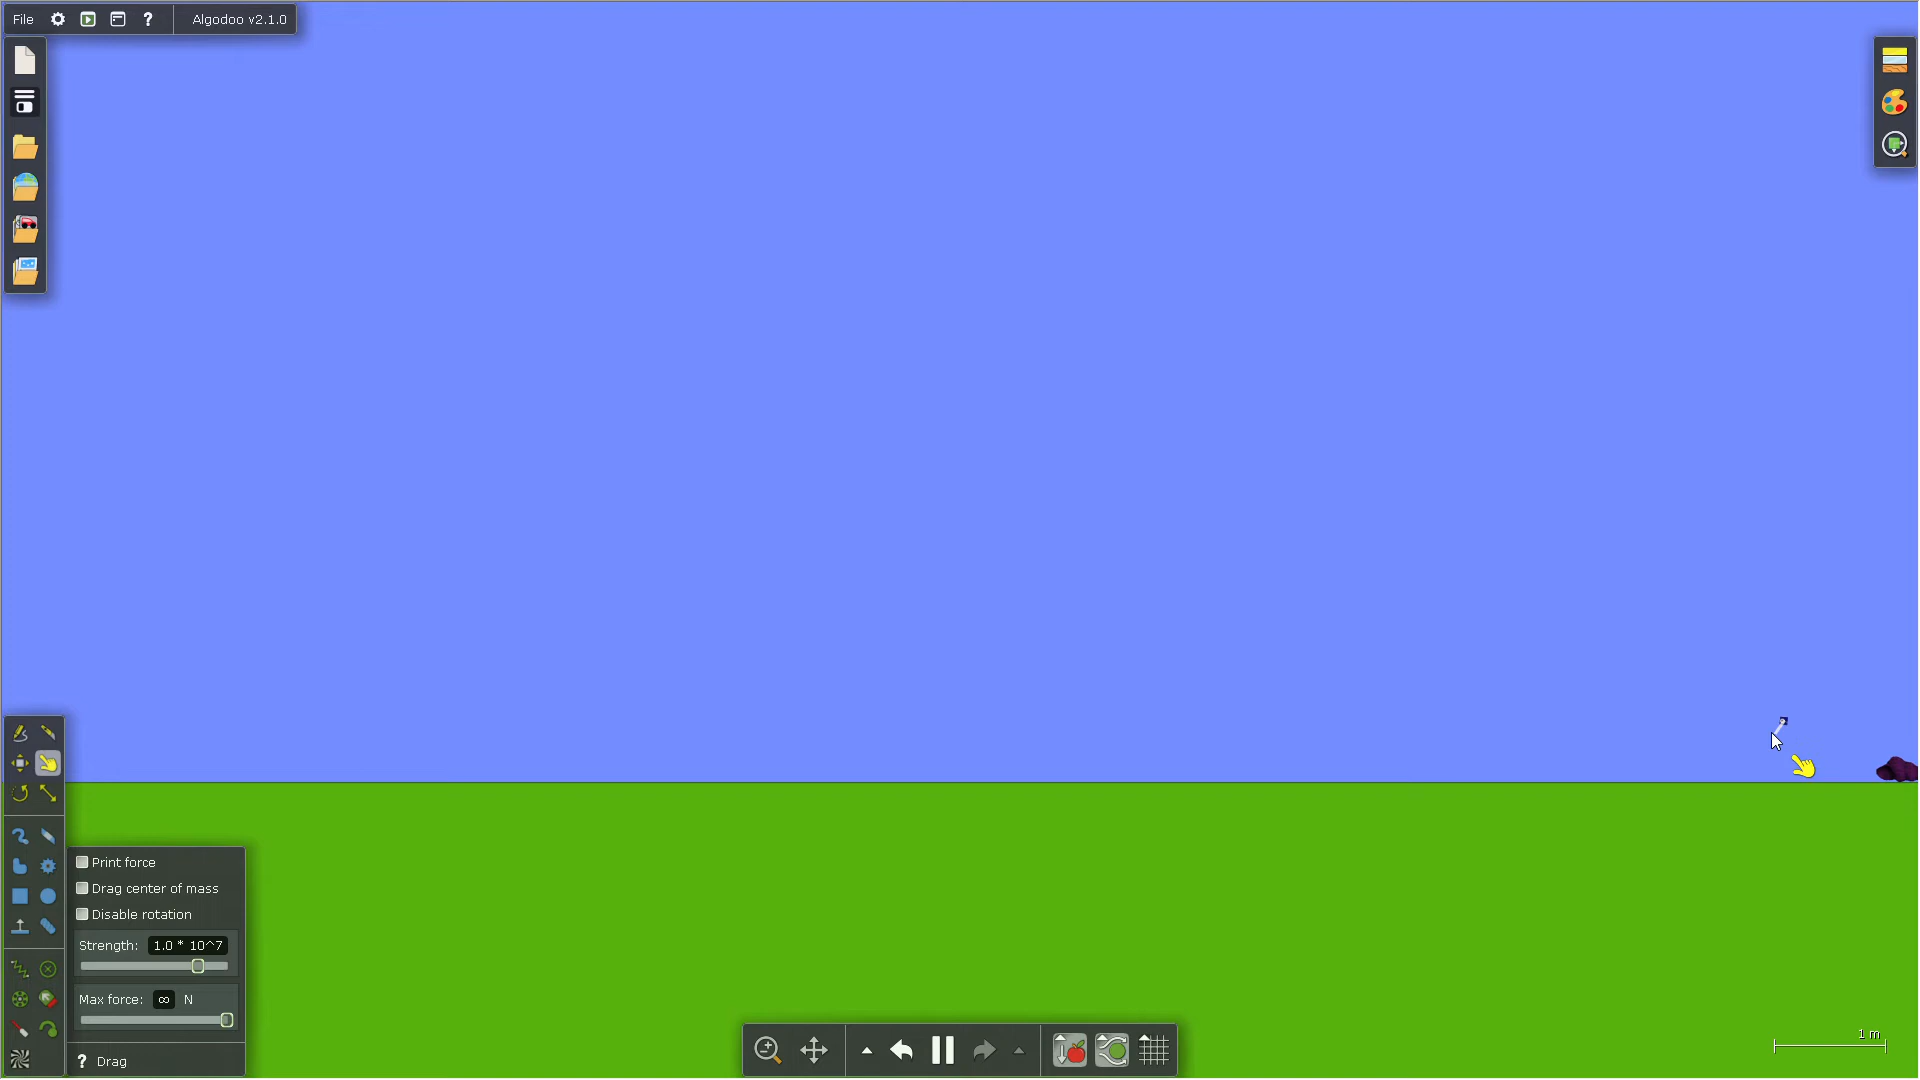 File ? Algodoo v2.1.0
Print force
Drag center of mass
Disable rotation
Strength: 1.0 * 10^7
Max force: ∞ N
? Drag
1 m